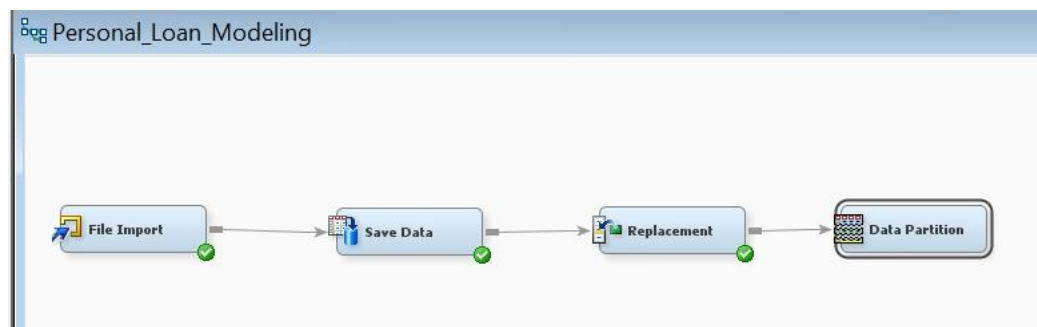 Personal_Loan_Modeling
File Import
Save Data
Replacement
Data Partition